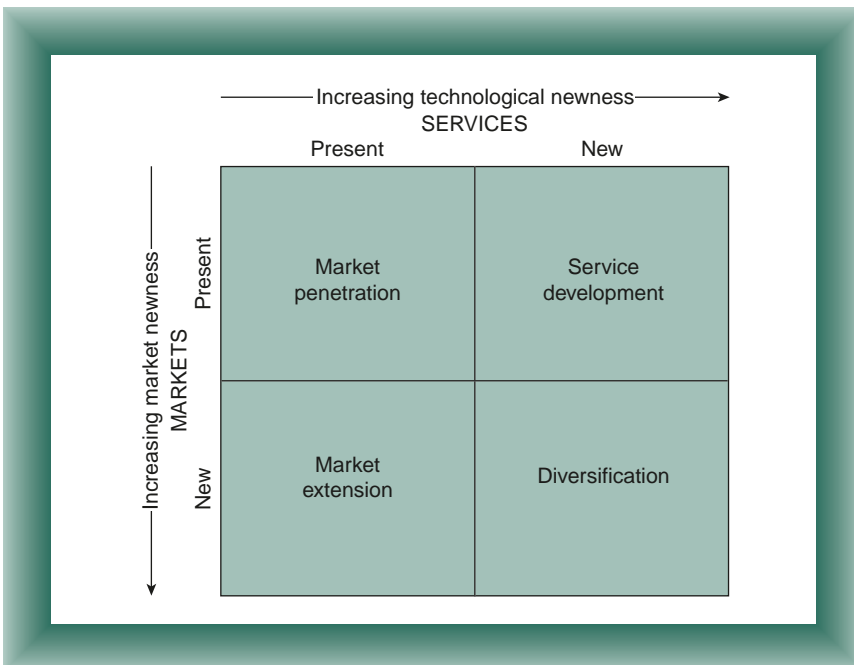 Increasing technological newness
SERVICES
Present
New
Increasing market newness
MARKETS
Present
New
Market
penetration
Service
development
Market
extension
Diversification